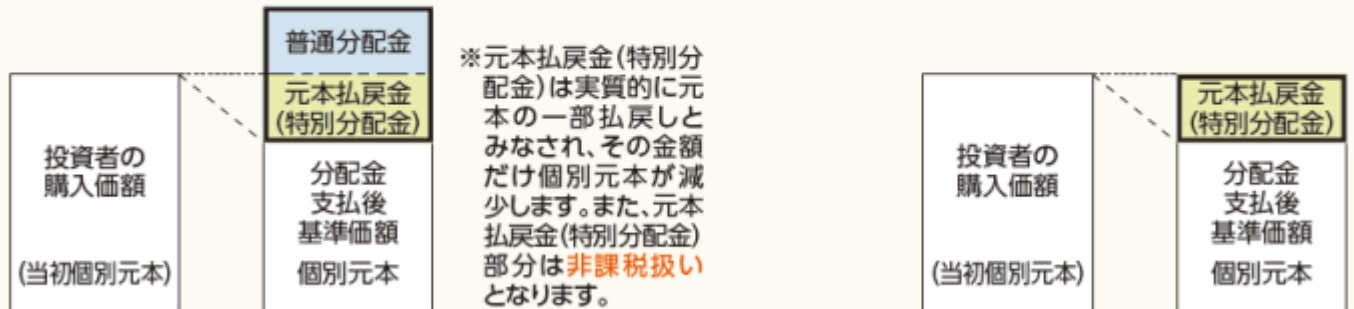 投資者の
購入価額
(当初個別元本)
普通分配金
元本払戻金
(特別分配金)
分配金
支払後
基準価額
個別元本
※元本払戻金(特別分
配金)は実質的に元
本の一部払戻しと
みなされ、その金額
だけ個別元本が減
少します。また、元本
払戻金(特別分配金)
部分は非課税扱い
となります。
投資者の
購入価額
(当初個別元本)
元本払戻金
(特別分配金)
分配金
支払後
基準価額
個別元本